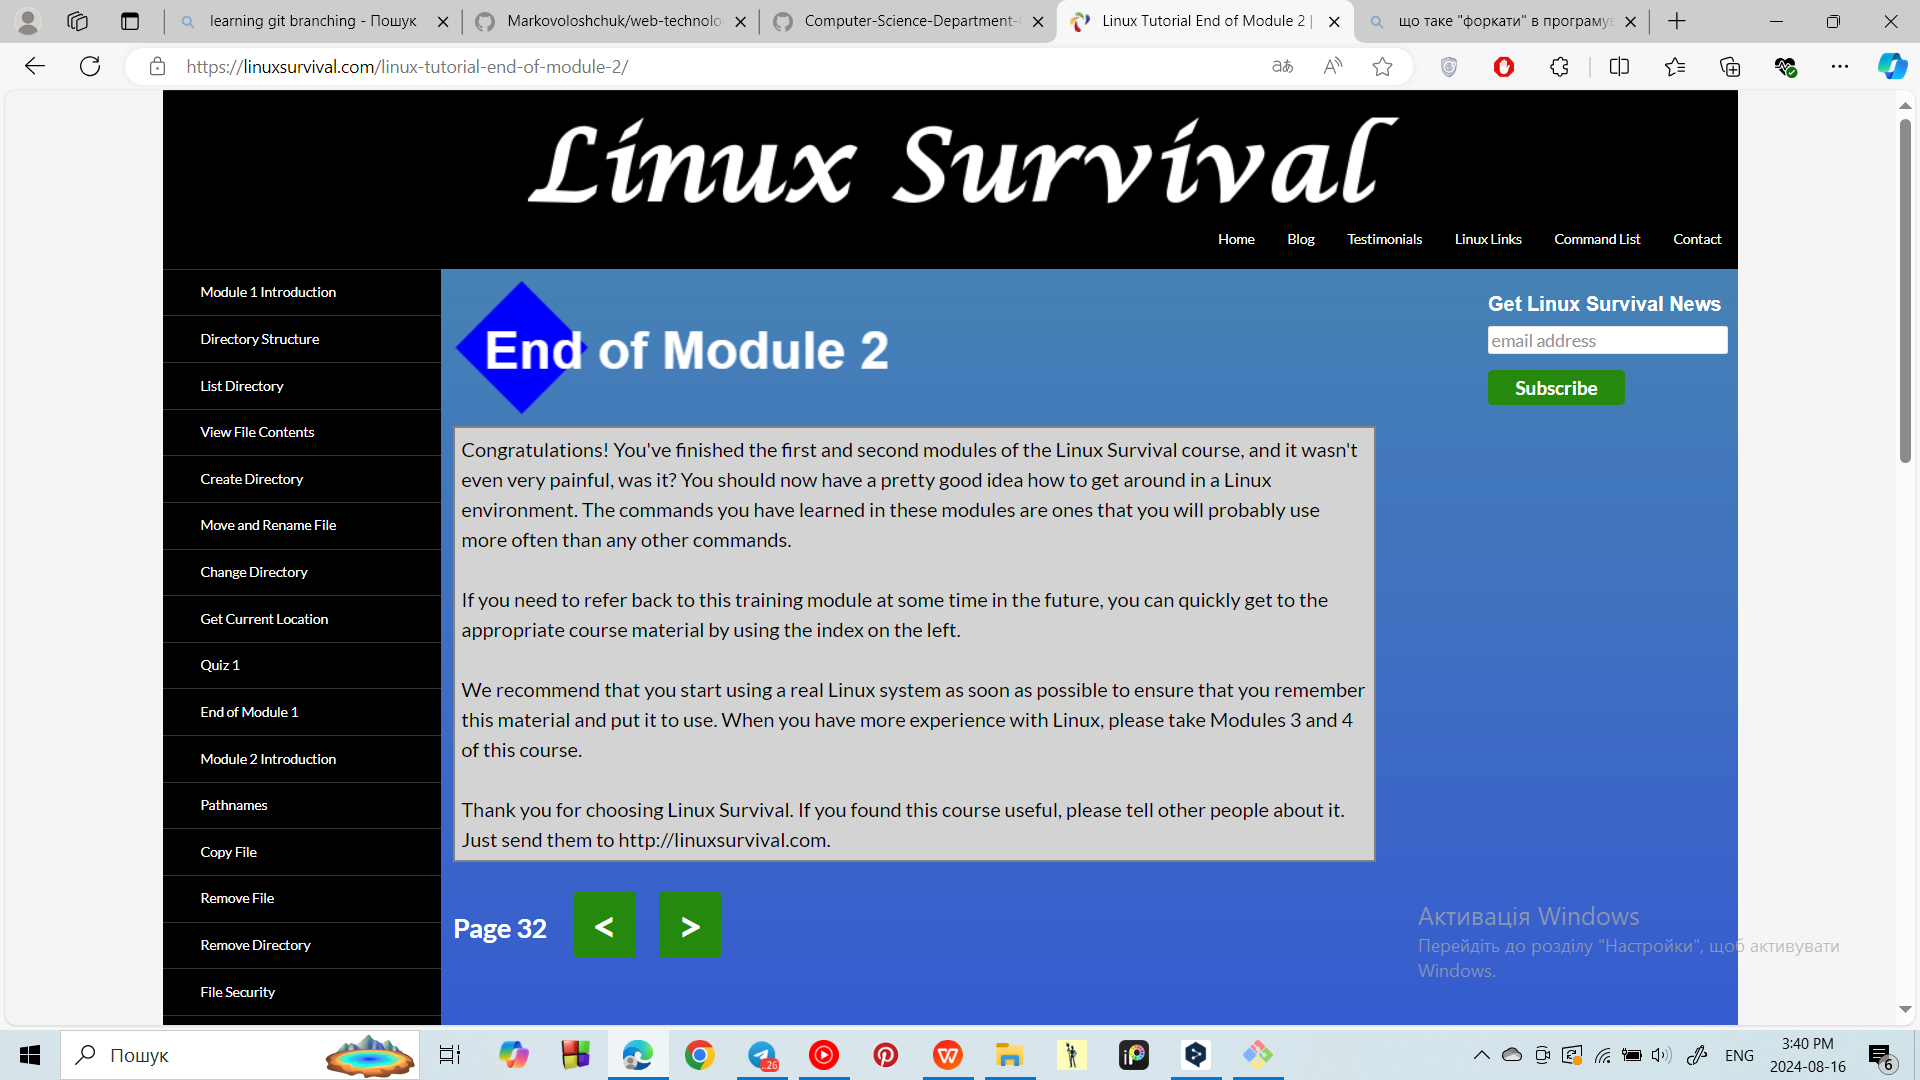 learning git branching - Пошук
Markovoloshchuk/web-technolo
Computer-Science-Department-
Linux Tutorial End of Module 2 |
що таке "форкати" в програму
https://linuxsurvival.com/linux-tutorial-end-of-module-2/
Linux Survival
Home Blog Testimonials Linux Links Command List Contact
Module 1 Introduction
Directory Structure
List Directory
View File Contents
Create Directory
Move and Rename File
Change Directory
Get Current Location
Quiz 1
End of Module 1
Module 2 Introduction
Pathnames
Copy File
Remove File
Remove Directory
File Security
End of Module 2
Congratulations! You've finished the first and second modules of the Linux Survival course, and it wasn't
even very painful, was it? You should now have a pretty good idea how to get around in a Linux
environment. The commands you have learned in these modules are ones that you will probably use
more often than any other commands.
If you need to refer back to this training module at some time in the future, you can quickly get to the
appropriate course material by using the index on the left.
We recommend that you start using a real Linux system as soon as possible to ensure that you remember
this material and put it to use. When you have more experience with Linux, please take Modules 3 and 4
of this course.
Thank you for choosing Linux Survival. If you found this course useful, please tell other people about it.
Just send them to http://linuxsurvival.com.
Page 32 < >
Get Linux Survival News
email address
Subscribe
Активація Windows
Перейдіть до розділу "Настройки", щоб активувати
Windows.
Пошук
..26
ENG
3:40 PM
2024-08-16
6